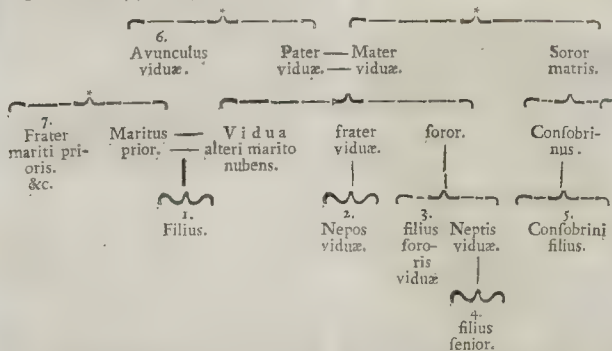 *
*
6.
Avunculus
viduæ.
Pater — Mater
viduæ. — viduæ.
Soror
matris.
*
7.
Frater
mariti pri-
oris.
&c.
Maritus — Vidua
prior. — alteri marito
nubens.
frater
viduæ.
ſoror.
Conſobri-
nus.
1.
Filius.
2.
Nepos
viduæ.
3.
filius
ſoro-
ris
viduæ
Neptis
viduæ.
5.
Conſobrini
filius.
4.
filius
ſenior.